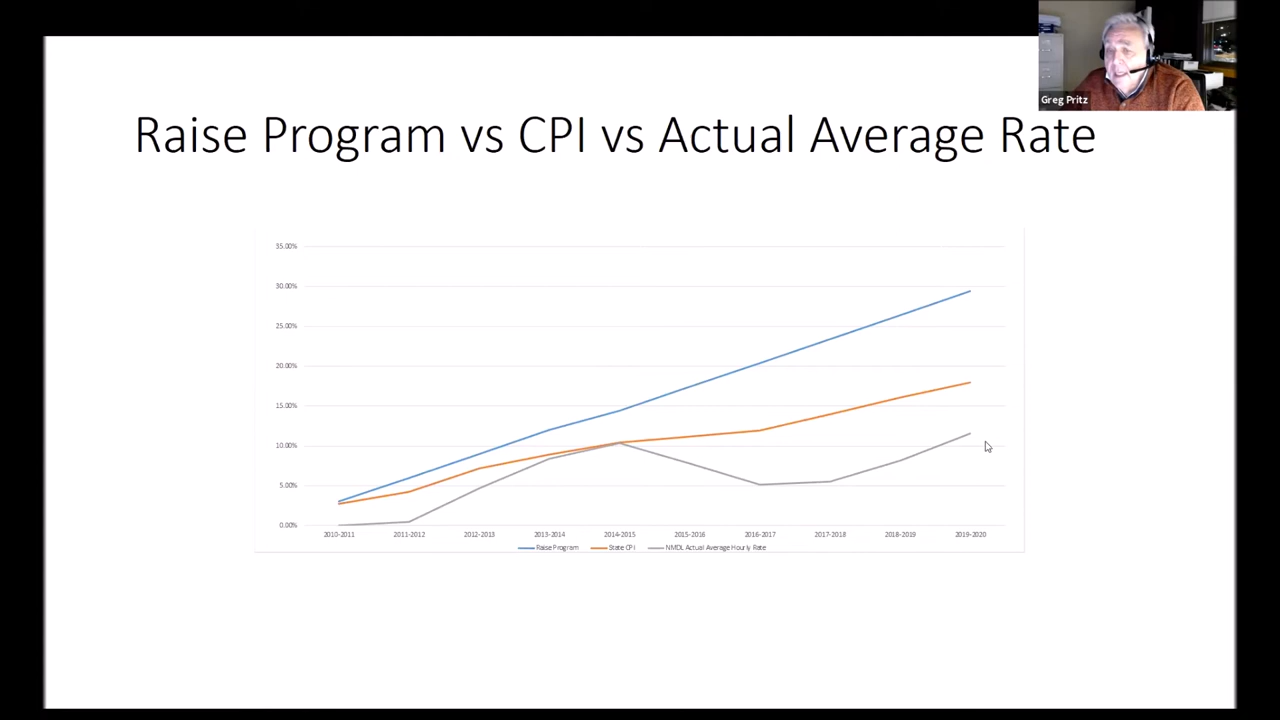 Greg Pritz
Raise Program vs CPI vs Actual Average Rate
35.00%
30.00%
25.00%
20.00%
15.00%
10.00%
5.00%
0.00%
2010-2011 2011-2012 2012-2013 2013-2014 2014-2015 2015-2016 2016-2017 2017-2018 2018-2019 2019-2020
Raise Program State CPI NMDL Actual Average Hourly Rate